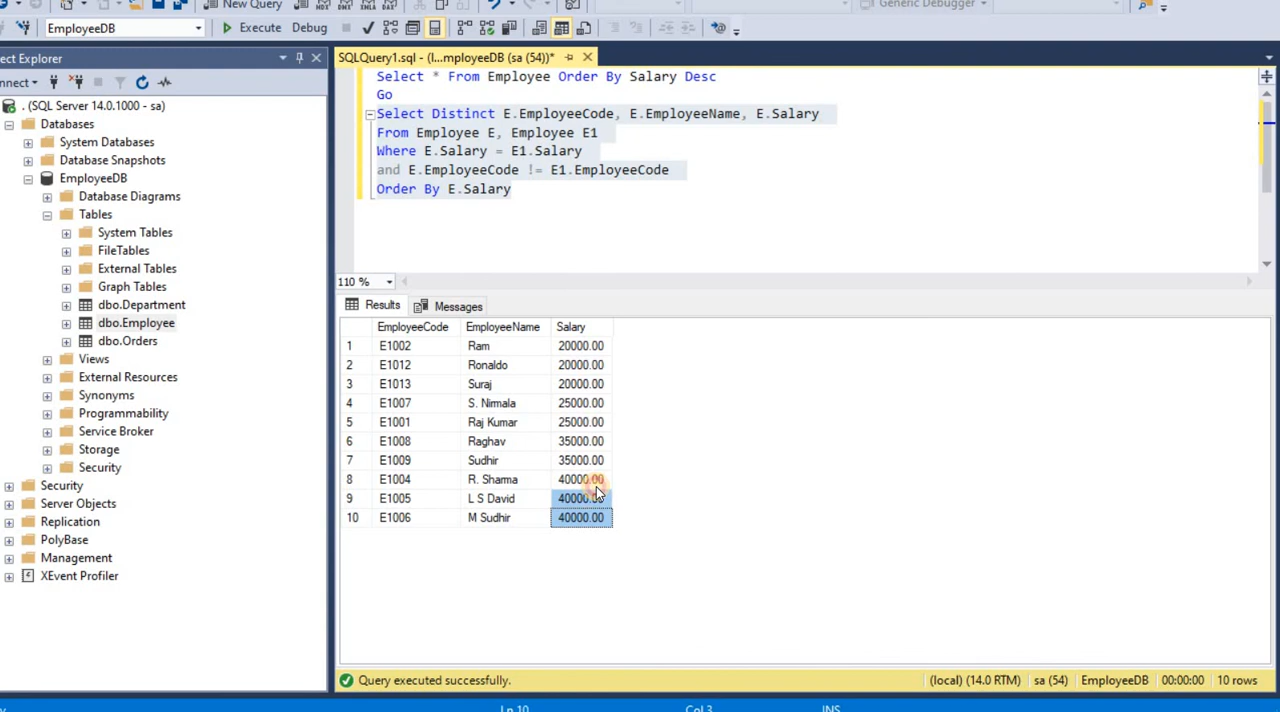 New Query
Generic Debugger
EmployeeDB
Execute Debug
ect Explorer
SQLQuery1.sql - (l...mployeeDB (sa (54))*
nnect
. (SQL Server 14.0.1000 - sa)
Databases
System Databases
Database Snapshots
EmployeeDB
Database Diagrams
Tables
System Tables
FileTables
External Tables
Graph Tables
dbo.Department
dbo.Employee
dbo.Orders
Views
External Resources
Synonyms
Programmability
Service Broker
Storage
Security
Security
Server Objects
Replication
PolyBase
Management
XEvent Profiler
Select * From Employee Order By Salary Desc
Go
Select Distinct E.EmployeeCode, E.EmployeeName, E.Salary
From Employee E, Employee E1
Where E.Salary = E1.Salary
and E.EmployeeCode != E1.EmployeeCode
Order By E.Salary
110 %
Results Messages
EmployeeCode EmployeeName Salary
1 E1002 Ram 20000.00
2 E1012 Ronaldo 20000.00
3 E1013 Suraj 20000.00
4 E1007 S. Nirmala 25000.00
5 E1001 Raj Kumar 25000.00
6 E1008 Raghav 35000.00
7 E1009 Sudhir 35000.00
8 E1004 R. Sharma 40000.00
9 E1005 L S David 40000.00
10 E1006 M Sudhir 40000.00
Query executed successfully.
(local) (14.0 RTM) sa (54) EmployeeDB 00:00:00 10 rows
Ln 10 Col 3 INS